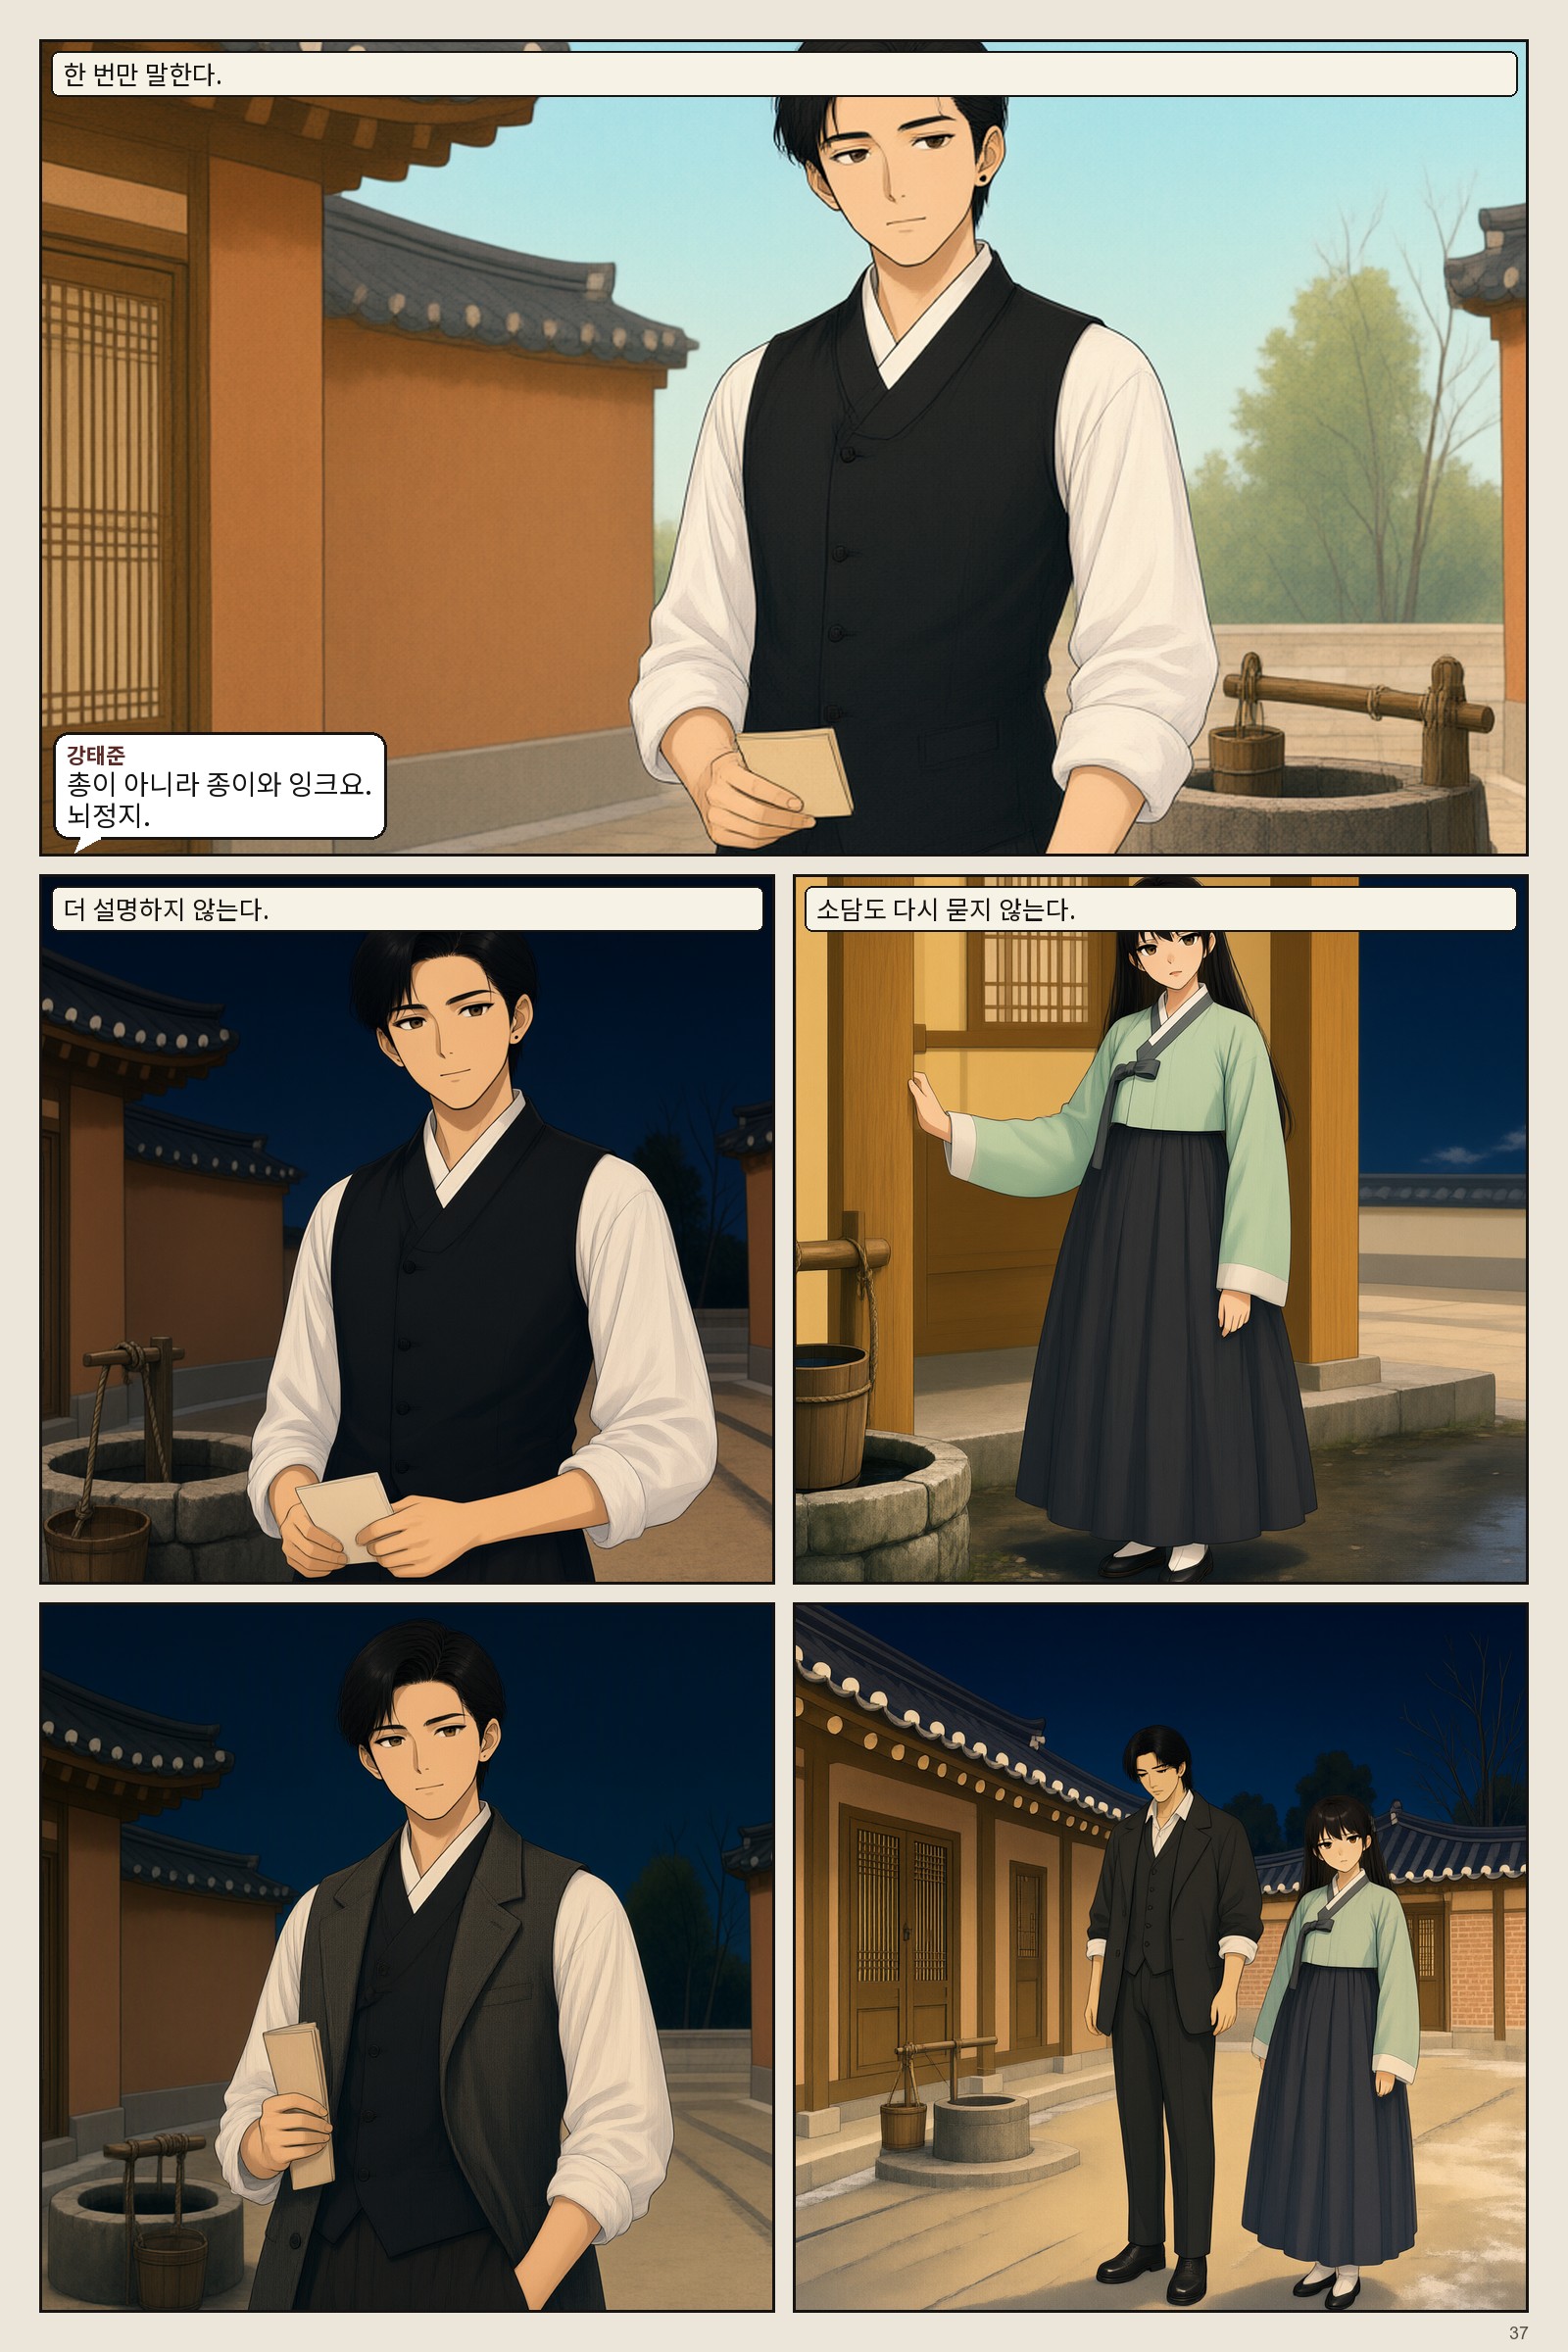 한 번만 말한다.
강태준
총이 아니라 종이와 잉크요.
뇌정지.
더 설명하지 않는다.
소담도 다시 묻지 않는다.
37